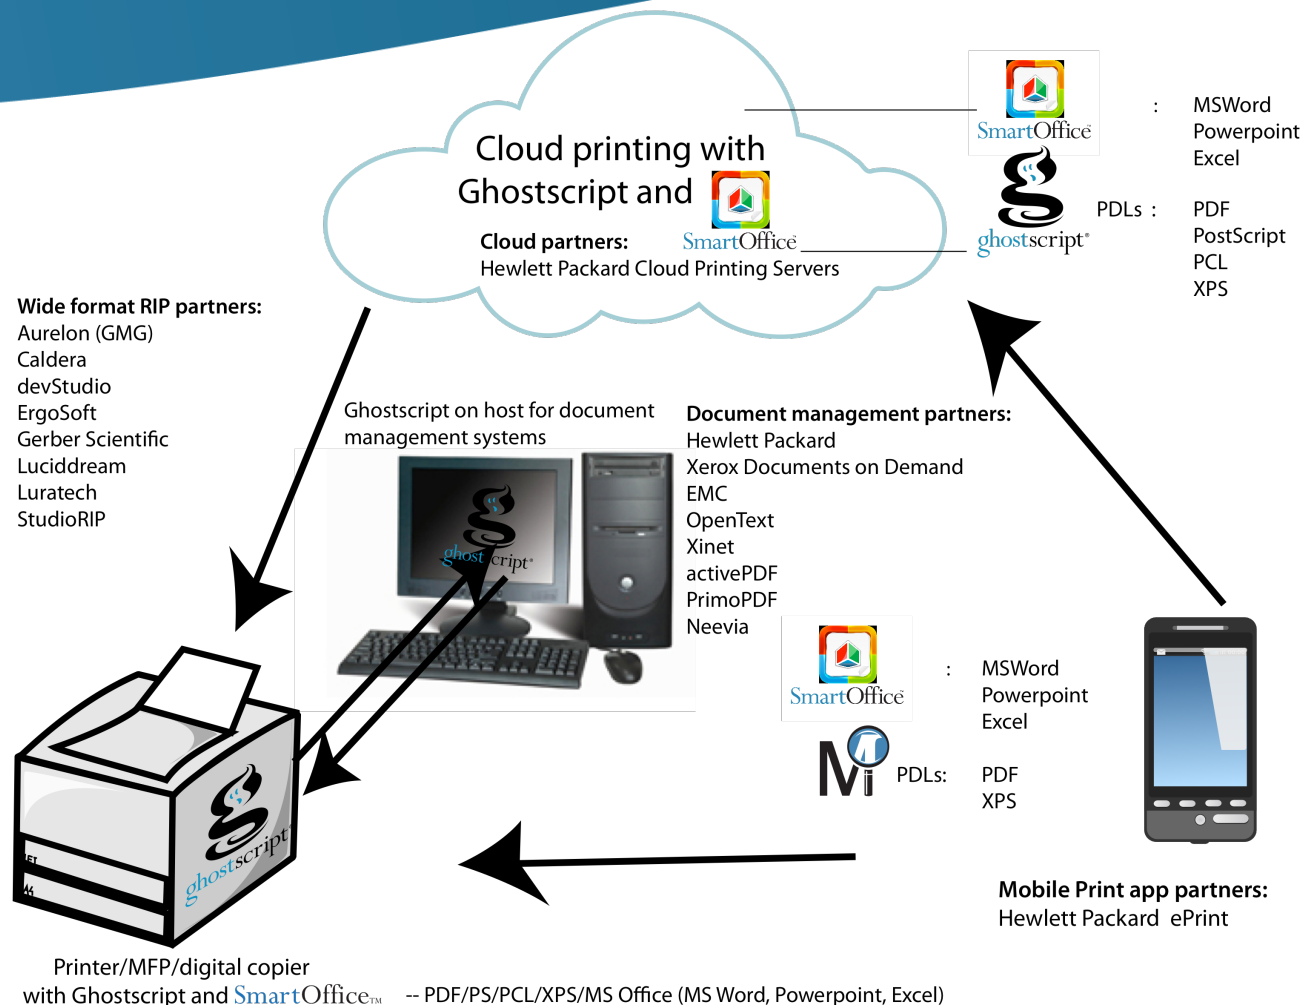 Cloud printing with
Ghostscript and
SmartOffice™
Cloud partners:
Hewlett Packard Cloud Printing Servers
SmartOffice™
: MSWord
Powerpoint
Excel
ghostscript®
PDLs : PDF
PostScript
PCL
XPS
Wide format RIP partners:
Aurelon (GMG)
Caldera
devStudio
ErgoSoft
Gerber Scientific
Luciddream
Luratech
StudioRIP
Ghostscript on host for document
management systems
ghostscript®
Document management partners:
Hewlett Packard
Xerox Documents on Demand
EMC
OpenText
Xinet
activePDF
PrimoPDF
Neevia
SmartOffice™
: MSWord
Powerpoint
Excel
M
PDLs: PDF
XPS
Mobile Print app partners:
Hewlett Packard ePrint
ghostscript®
Printer/MFP/digital copier
with Ghostscript and SmartOffice™ -- PDF/PS/PCL/XPS/MS Office (MS Word, Powerpoint, Excel)